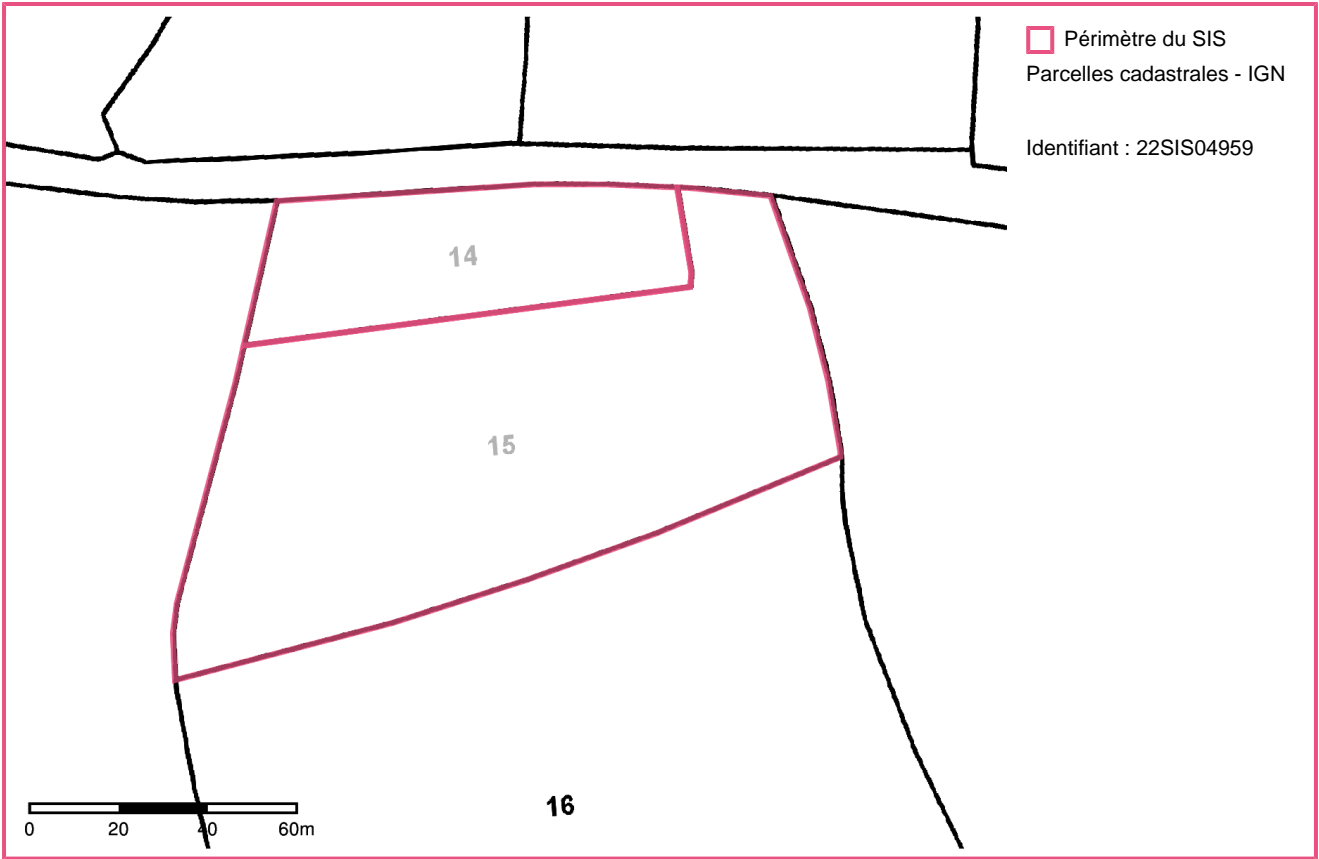 Périmètre du SIS
Parcelles cadastrales - IGN
Identifiant : 22SIS04959
14
15
16
0 20 40 60m